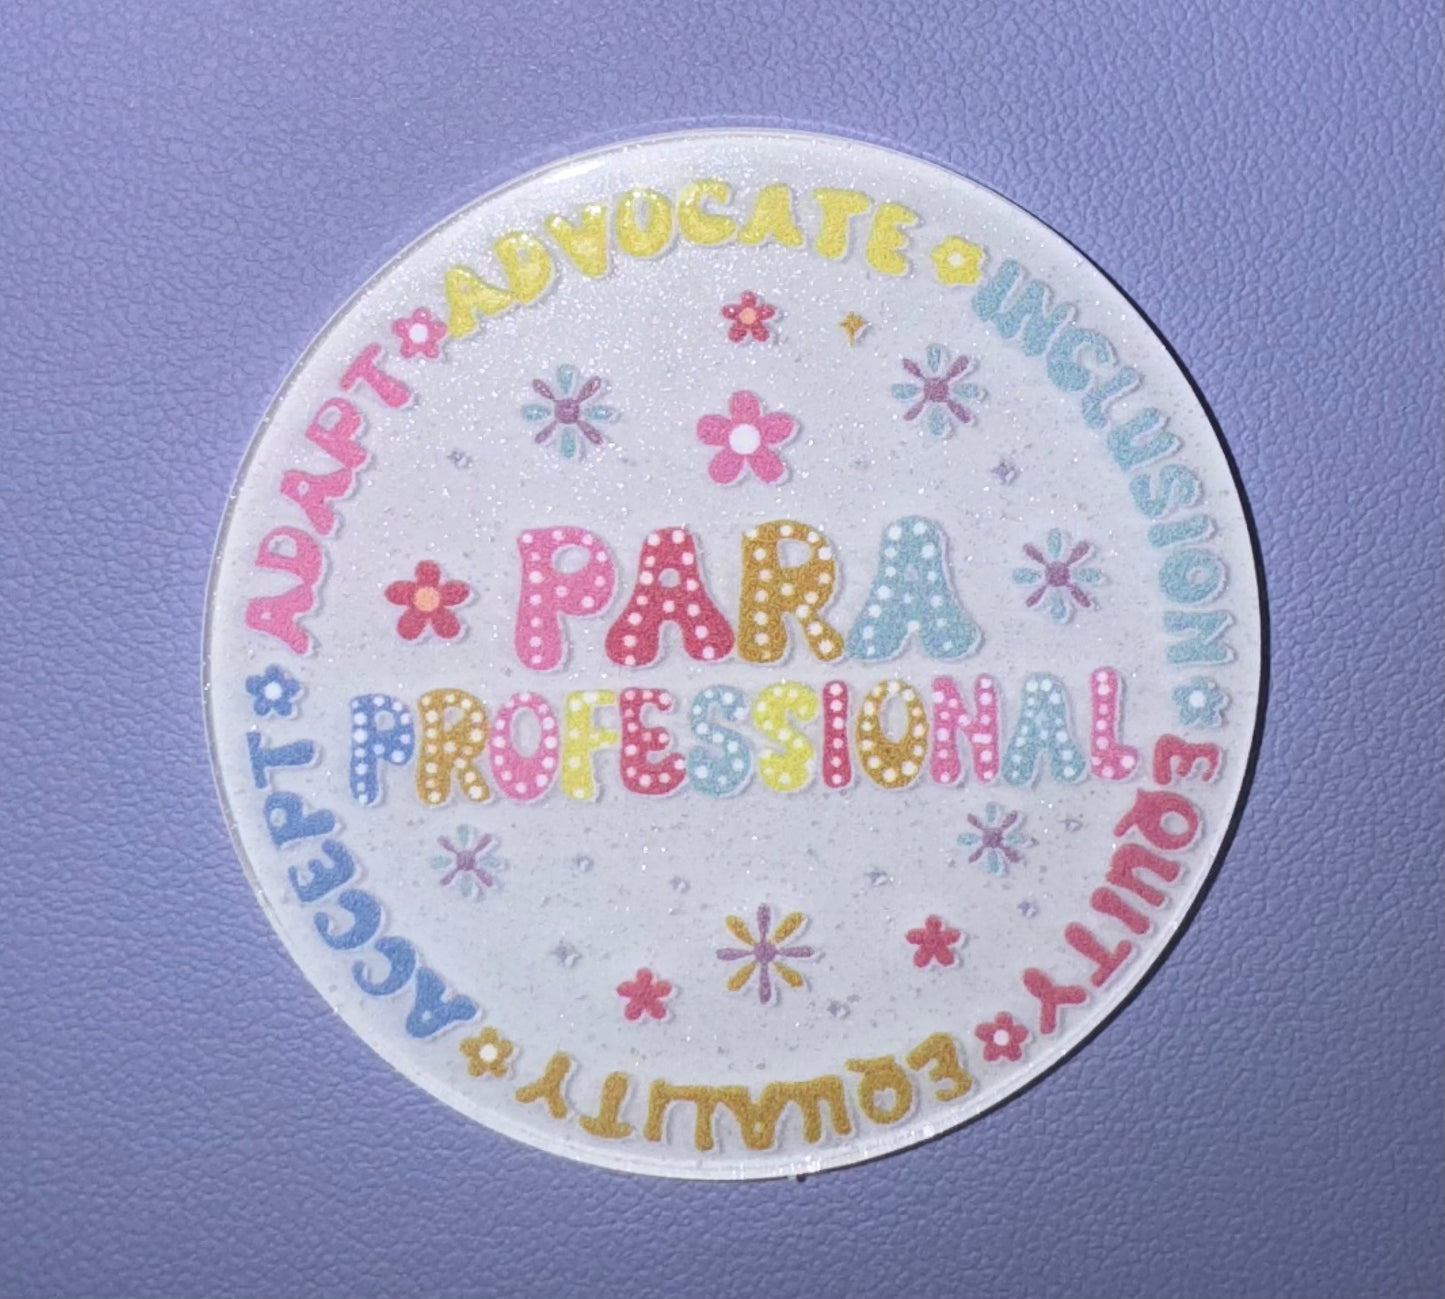 ADVOCATE
INCLUSION
EQUITY
EQUALITY
ACCEPT
ADAPT
PARA
PROFESSIONAL